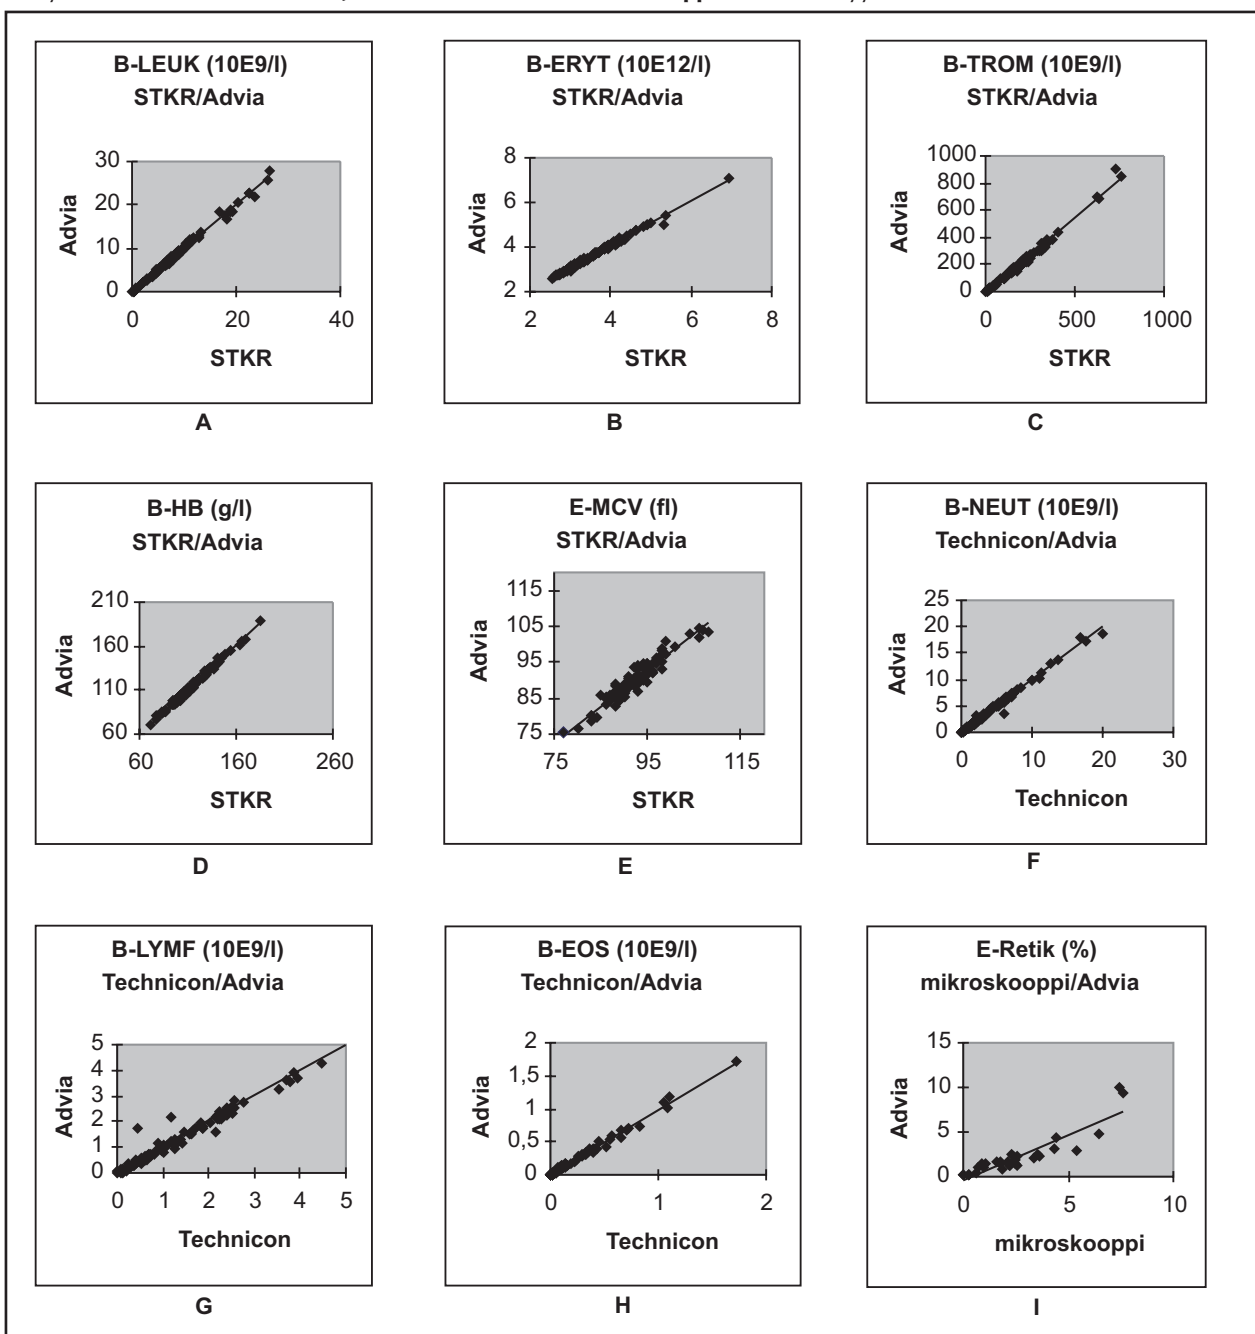 B-LEUK (10E9/l)
STKR/Advia
Advia
30
20
10
0
0 20 40
STKR
A
B-ERYT (10E12/l)
STKR/Advia
Advia
8
6
4
2
2 4 6 8
STKR
B
B-TROM (10E9/l)
STKR/Advia
Advia
1000
800
600
400
200
0
0 500 1000
STKR
C
B-HB (g/l)
STKR/Advia
Advia
210
160
110
60
60 160 260
STKR
D
E-MCV (fl)
STKR/Advia
Advia
115
105
95
85
75
75 95 115
STKR
E
B-NEUT (10E9/l)
Technicon/Advia
Advia
25
20
15
10
5
0
0 10 20 30
Technicon
F
B-LYMF (10E9/l)
Technicon/Advia
Advia
5
4
3
2
1
0
0 1 2 3 4 5
Technicon
G
B-EOS (10E9/l)
Technicon/Advia
Advia
2
1,5
1
0,5
0
0 1 2
Technicon
H
E-Retik (%)
mikroskooppi/Advia
Advia
15
10
5
0
0 5 10
mikroskooppi
I